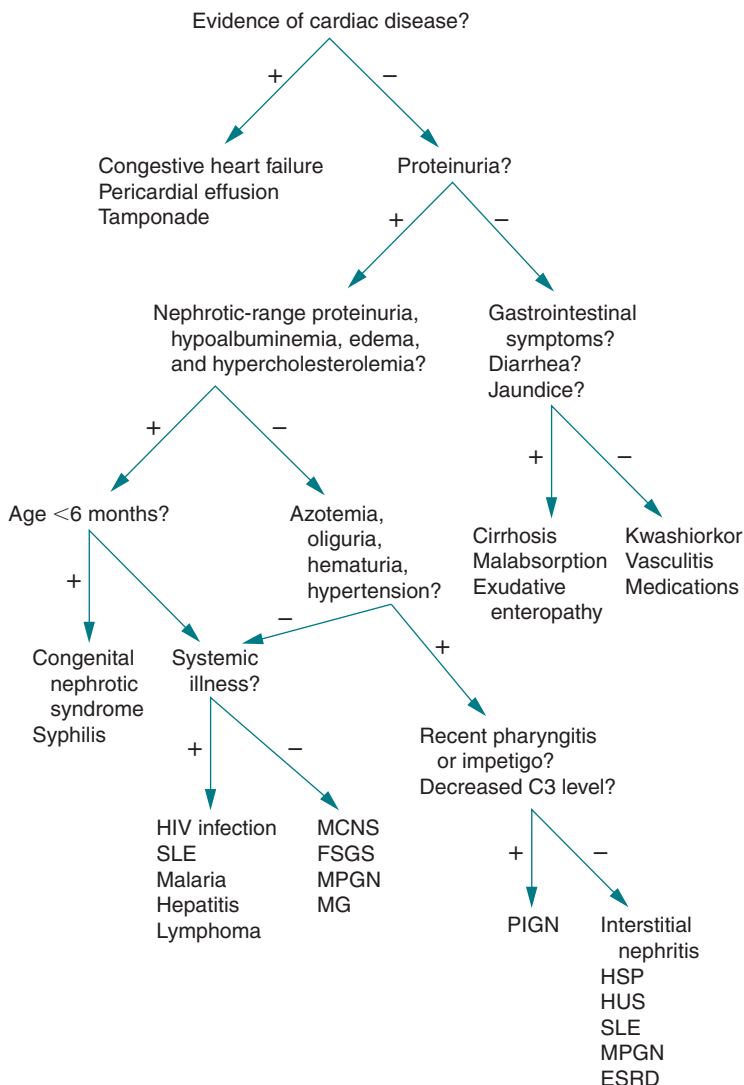 Evidence of cardiac disease?
+
–
Congestive heart failure
Pericardial effusion
Tamponade
Proteinuria?
+
–
Nephrotic-range proteinuria,
hypoalbuminemia, edema,
and hypercholesterolemia?
Gastrointestinal
symptoms?
Diarrhea?
Jaundice?
+
–
+
–
Age <6 months?
Azotemia,
oliguria,
hematuria,
hypertension?
Cirrhosis
Malabsorption
Exudative
enteropathy
Kwashiorkor
Vasculitis
Medications
+
–
+
Congenital
nephrotic
syndrome
Syphilis
Systemic
illness?
Recent pharyngitis
or impetigo?
Decreased C3 level?
+
–
HIV infection
SLE
Malaria
Hepatitis
Lymphoma
MCNS
FSGS
MPGN
MG
+
–
PIGN
Interstitial
nephritis
HSP
HUS
SLE
MPGN
ESRD